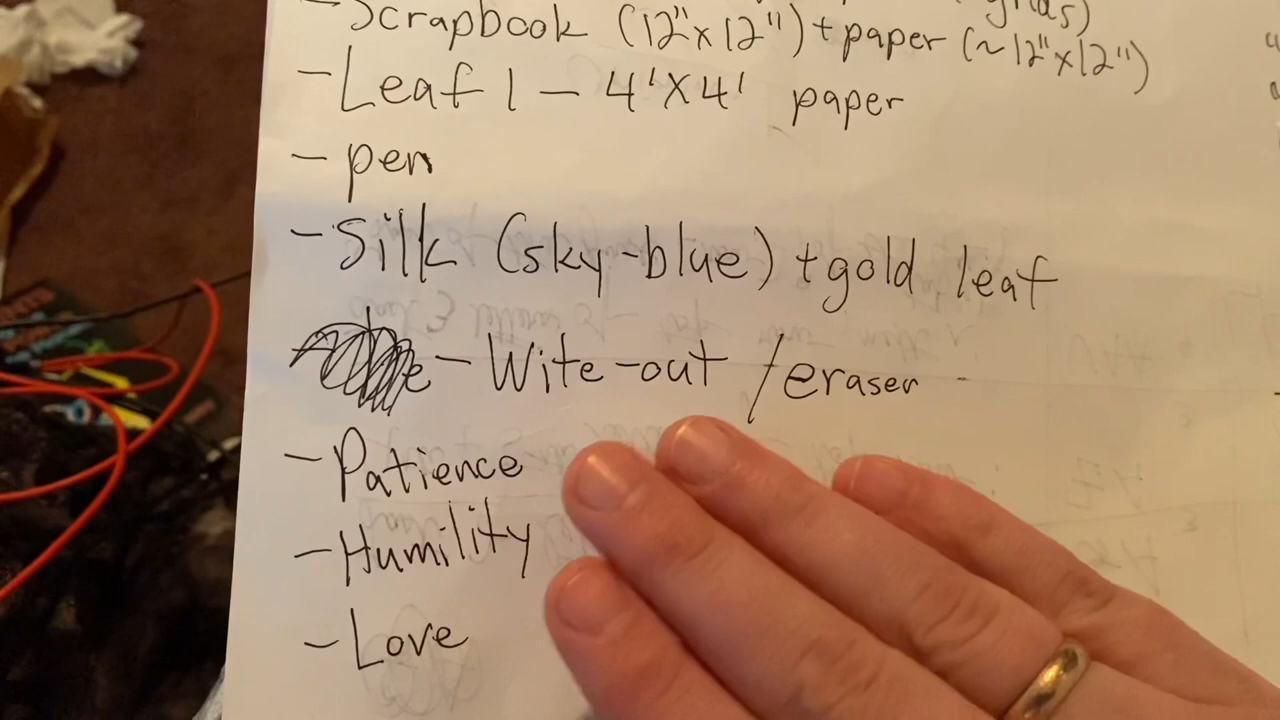 grids)
- Scrapbook (12"x12") + paper (~12"x12")
- Leaf 1 - 4'x4' paper
- pen
- Silk (sky-blue) + gold leaf
- Wite-out / eraser
- Patience
- Humility
- Love